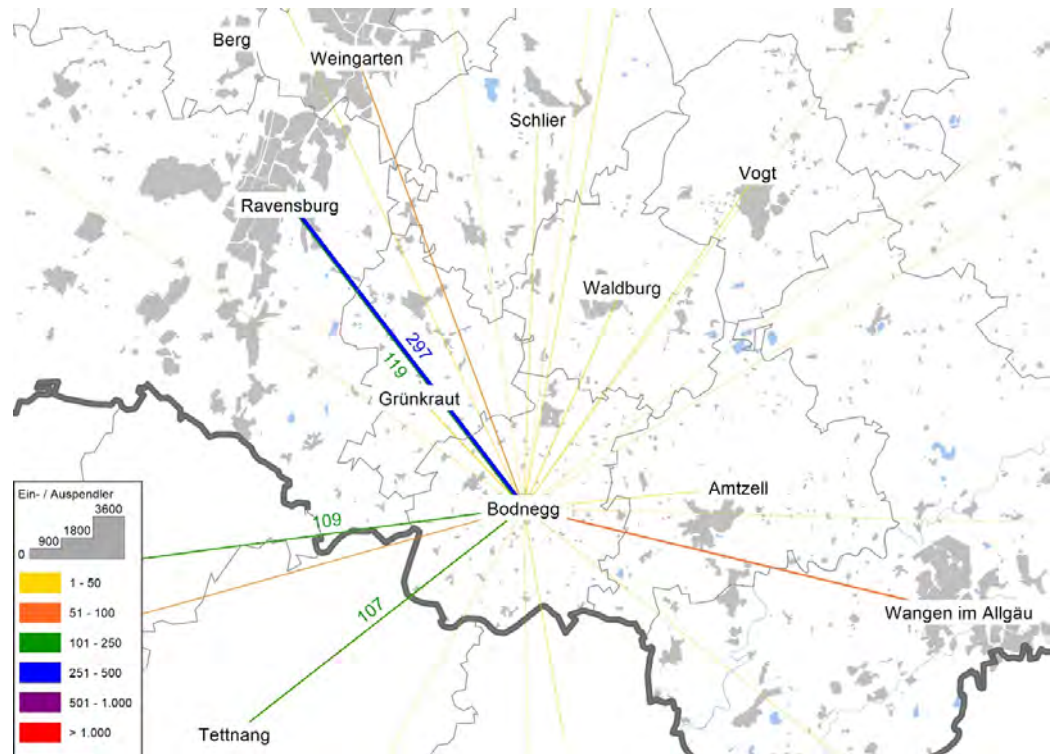 Berg
Weingarten
Schlier
Vogt
Ravensburg
Waldburg
297
119
Grünkraut
Amtzell
Bodnegg
109
107
Wangen im Allgäu
Tettnang
Ein- / Auspendler
3600
1800
900
0
1 - 50
51 - 100
101 - 250
251 - 500
501 - 1.000
> 1.000